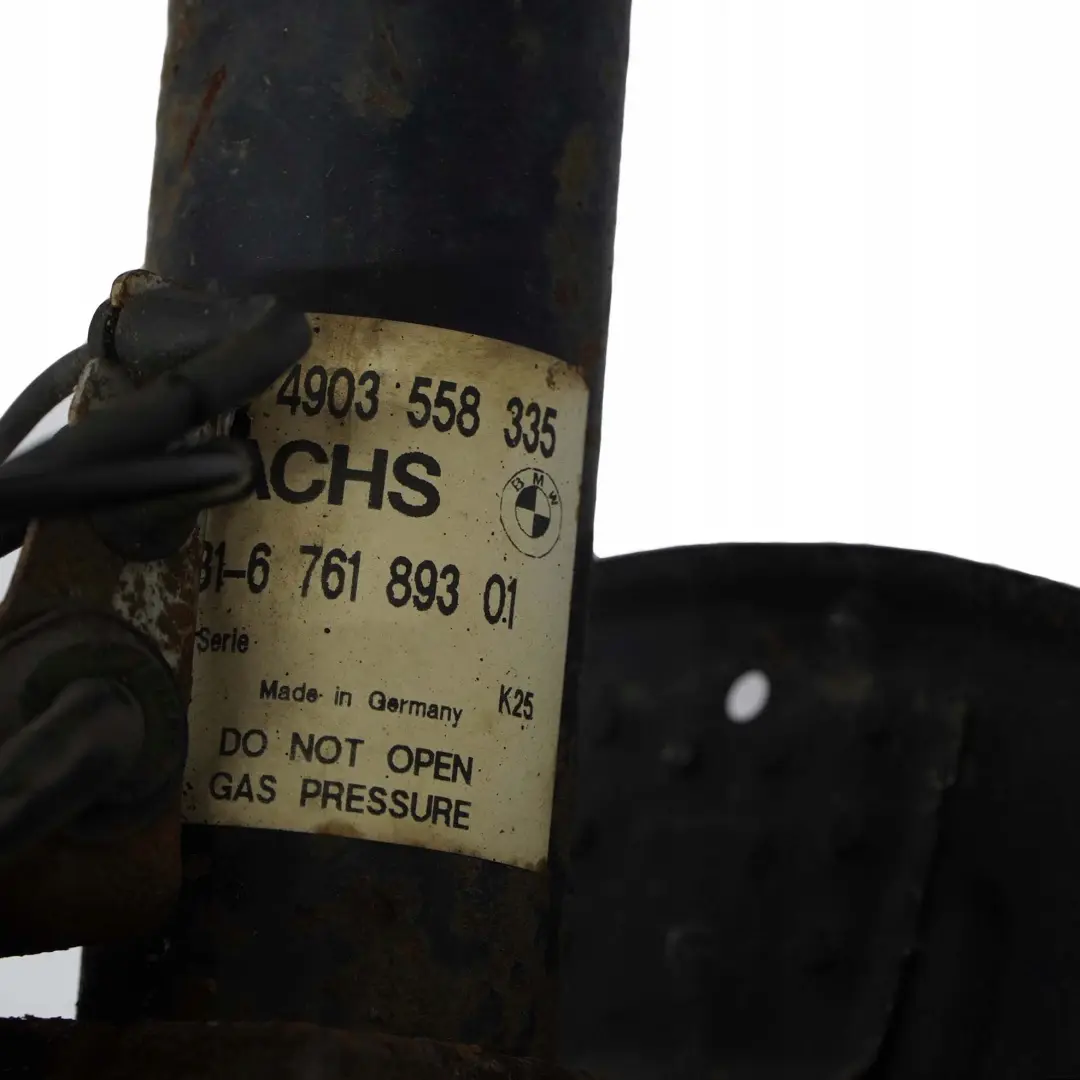 4903 558 335
ACHS
BMW
31-6 761 893 01
Serie
Made in Germany K25
DO NOT OPEN
GAS PRESSURE